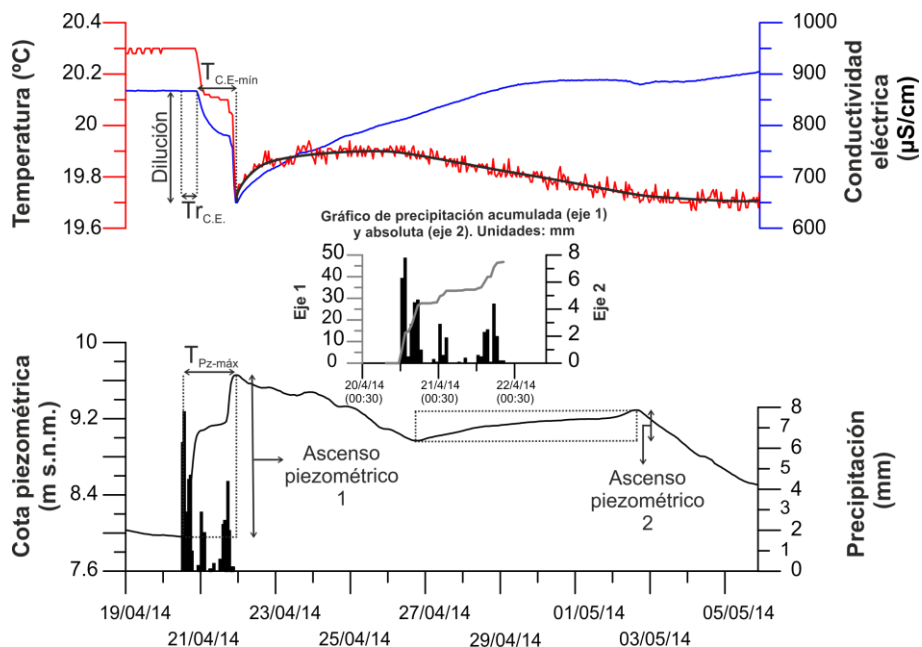 20.4
20.2
20
19.8
19.6
Temperatura (ºC)
1000
900
800
700
600
Conductividad
eléctrica
(µS/cm)
T C.E-mín
Dilución
Tr C.E.
Gráfico de precipitación acumulada (eje 1)
y absoluta (eje 2). Unidades: mm
50
40
30
20
10
0
Eje 1
8
6
4
2
0
Eje 2
20/4/14
(00:30)
21/4/14
(00:30)
22/4/14
(00:30)
10
9.2
8.4
7.6
Cota piezométrica
(m s.n.m.)
T Pz-máx
Ascenso
piezométrico
1
Ascenso
piezométrico
2
8
7
6
5
4
3
2
1
0
Precipitación
(mm)
19/04/14
21/04/14
23/04/14
25/04/14
27/04/14
29/04/14
01/05/14
03/05/14
05/05/14